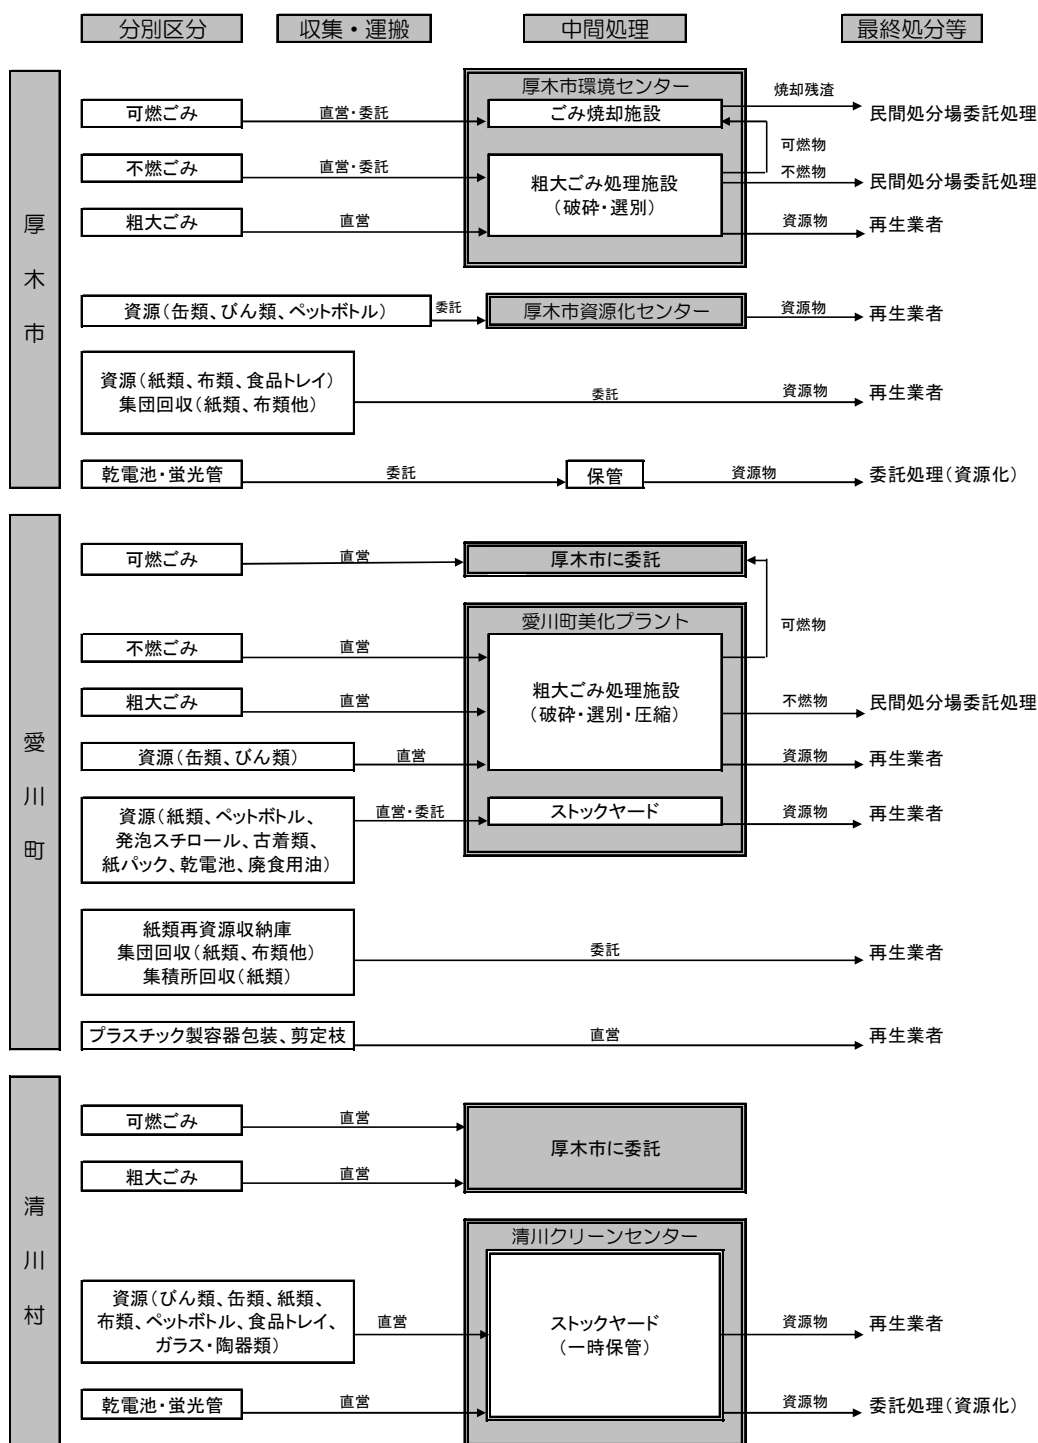 分別区分
収集・運搬
中間処理
最終処分等
厚木市
厚木市環境センター
可燃ごみ
直営・委託
ごみ焼却施設
焼却残渣
民間処分場委託処理
可燃物
不燃ごみ
直営・委託
粗大ごみ処理施設
（破砕・選別）
不燃物
民間処分場委託処理
粗大ごみ
直営
資源物
再生業者
資源（缶類、びん類、ペットボトル）
委託
厚木市資源化センター
資源物
再生業者
資源（紙類、布類、食品トレイ）
集団回収（紙類、布類他）
委託
資源物
再生業者
乾電池・蛍光管
委託
保管
資源物
委託処理（資源化）
愛川町
可燃ごみ
直営
厚木市に委託
愛川町美化プラント
可燃物
不燃ごみ
直営
粗大ごみ処理施設
（破砕・選別・圧縮）
粗大ごみ
直営
不燃物
民間処分場委託処理
資源（缶類、びん類）
直営
資源物
再生業者
資源（紙類、ペットボトル、
発泡スチロール、古着類、
紙パック、乾電池、廃食用油）
直営・委託
ストックヤード
資源物
再生業者
紙類再資源収納庫
集団回収（紙類、布類他）
集積所回収（紙類）
委託
再生業者
プラスチック製容器包装、剪定枝
直営
再生業者
清川村
可燃ごみ
直営
厚木市に委託
粗大ごみ
直営
清川クリーンセンター
資源（びん類、缶類、紙類、
布類、ペットボトル、食品トレイ、
ガラス・陶器類）
直営
ストックヤード
（一時保管）
資源物
再生業者
乾電池・蛍光管
直営
資源物
委託処理（資源化）